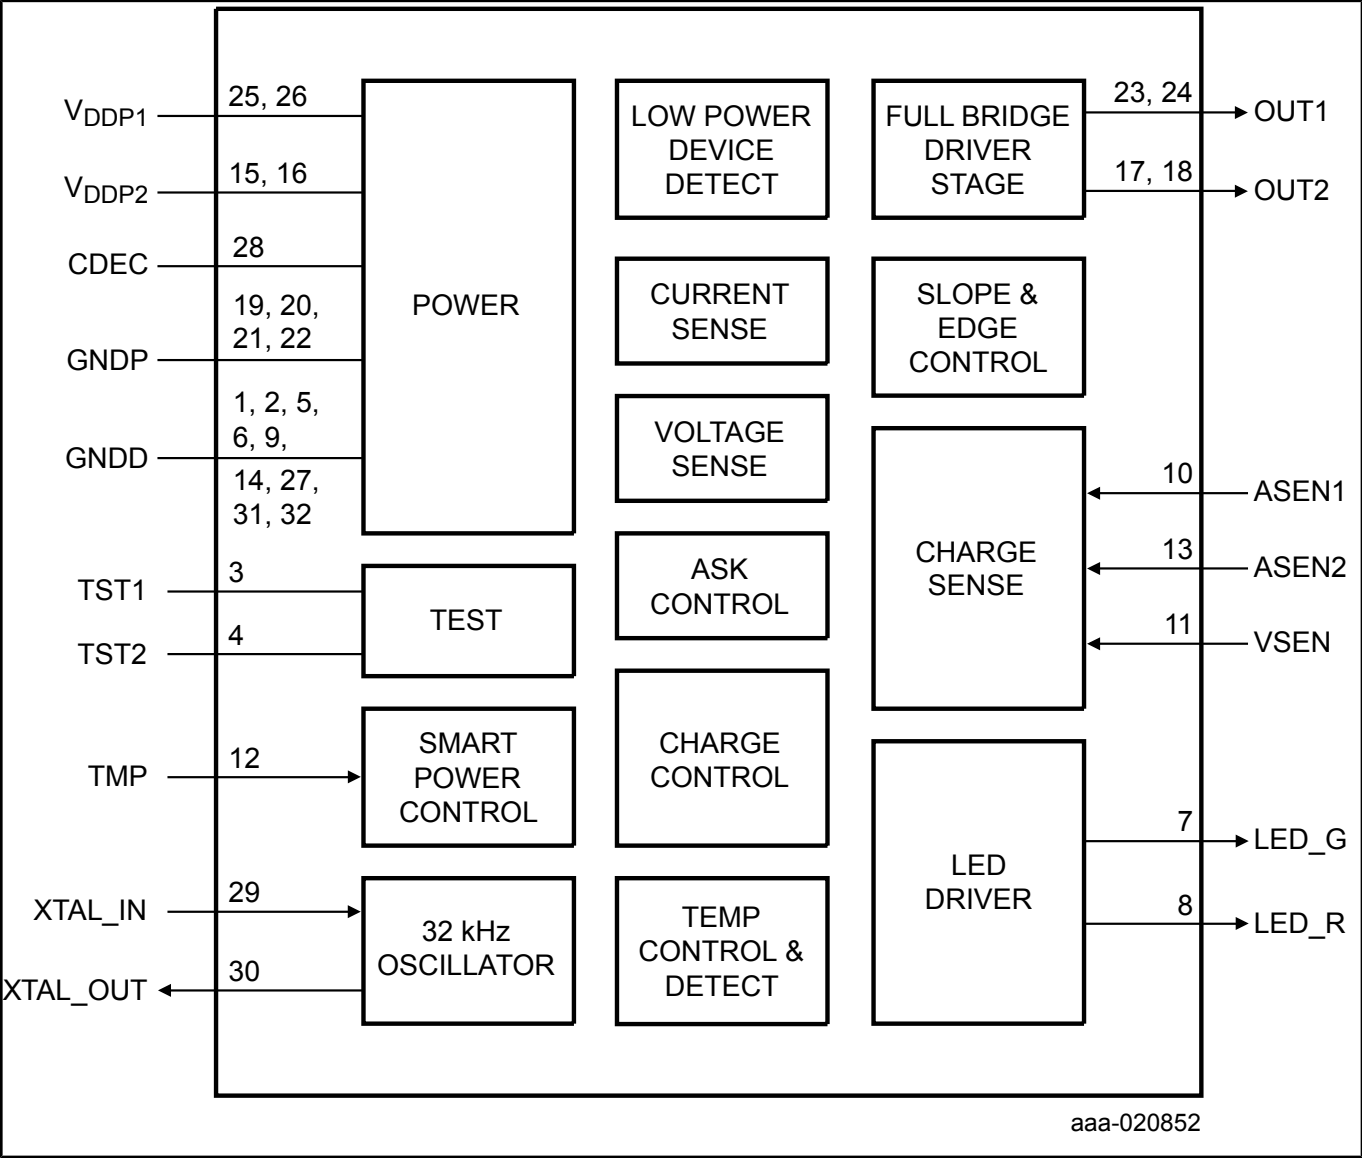 VDDP1
25, 26
VDDP2
15, 16
CDEC
28
GNDP
19, 20,
21, 22
GNDD
1, 2, 5,
6, 9,
14, 27,
31, 32
POWER
TST1
3
TST2
4
TEST
TMP
12
SMART
POWER
CONTROL
XTAL_IN
29
XTAL_OUT
30
32 kHz
OSCILLATOR
LOW POWER
DEVICE
DETECT
CURRENT
SENSE
VOLTAGE
SENSE
ASK
CONTROL
CHARGE
CONTROL
TEMP
CONTROL &
DETECT
FULL BRIDGE
DRIVER
STAGE
23, 24
OUT1
17, 18
OUT2
SLOPE &
EDGE
CONTROL
CHARGE
SENSE
10
ASEN1
13
ASEN2
11
VSEN
LED
DRIVER
7
LED_G
8
LED_R
aaa-020852